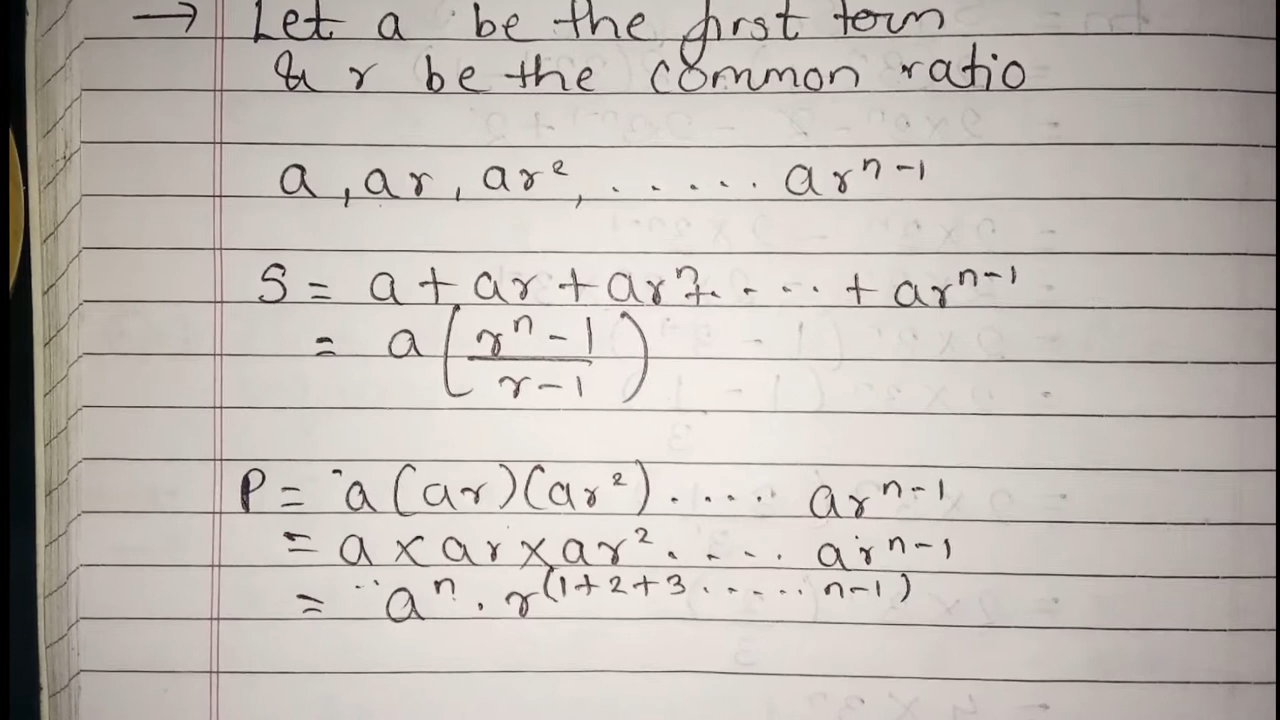 → Let a be the first term
& r be the common ratio
a, ar, ar², ..... arⁿ⁻¹
S = a + ar + ar²+. ... + arⁿ⁻¹
= a((rⁿ - 1)/(r - 1))
P = a(ar)(ar²)..... arⁿ⁻¹
= a × ar × ar²..... arⁿ⁻¹
= aⁿ . r^(1+2+3.....n-1)